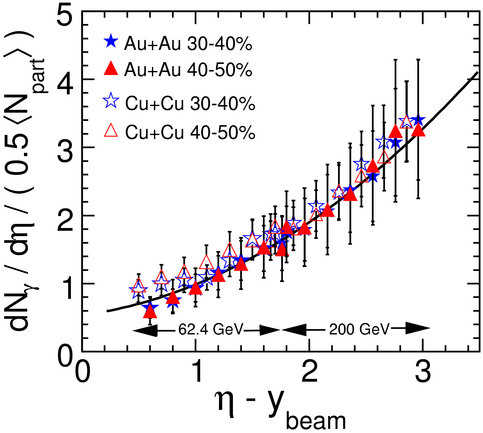 5
4
3
2
1
0
dNγ / dη / ( 0.5 ⟨ Npart ⟩ )
Au+Au 30-40%
Au+Au 40-50%
Cu+Cu 30-40%
Cu+Cu 40-50%
62.4 GeV
200 GeV
0 1 2 3
η - ybeam